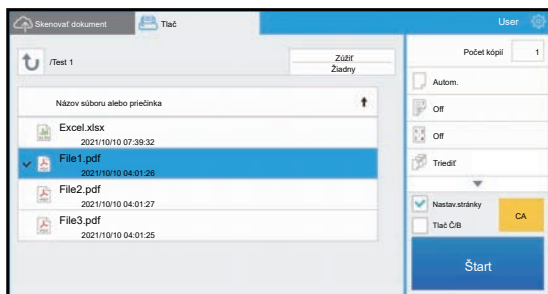 Skenovať dokument
Tlač
User
/Test 1
Zúžiť
Žiadny
Názov súboru alebo priečinka
Excel.xlsx
2021/10/10 07:39:32
File1.pdf
2021/10/10 04:01:26
File2.pdf
2021/10/10 04:01:27
File3.pdf
2021/10/10 04:01:25
Počet kópií 1
Autom.
Off
Off
Triediť
Nastav.stránky
Tlač Č/B
CA
Štart